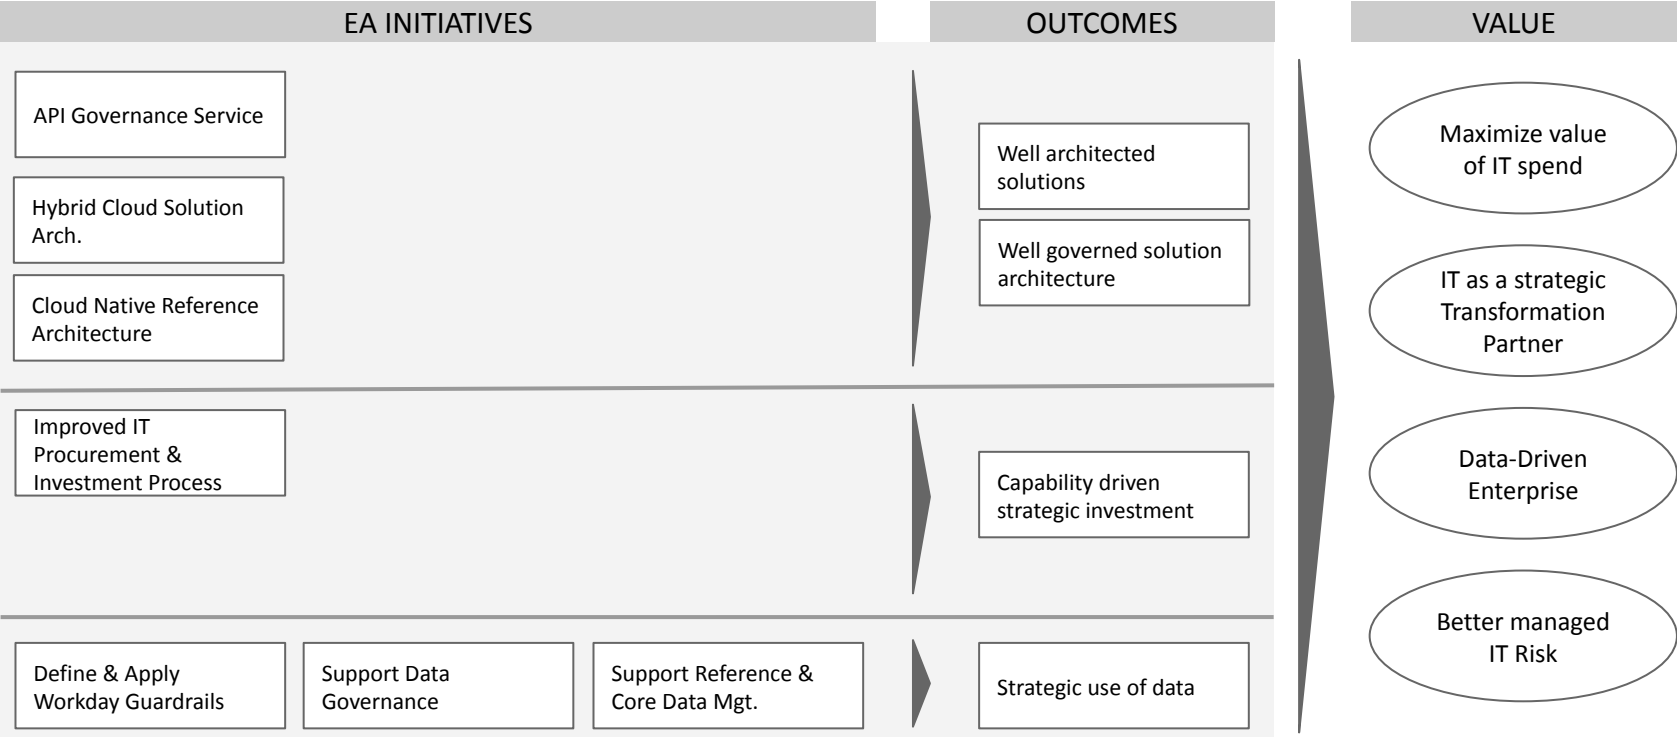 EA INITIATIVES
OUTCOMES
VALUE
API Governance Service
Hybrid Cloud Solution
Arch.
Cloud Native Reference
Architecture
Well architected
solutions
Well governed solution
architecture
Improved IT
Procurement &
Investment Process
Capability driven
strategic investment
Define & Apply
Workday Guardrails
Support Data
Governance
Support Reference &
Core Data Mgt.
Strategic use of data
Maximize value
of IT spend
IT as a strategic
Transformation
Partner
Data-Driven
Enterprise
Better managed
IT Risk